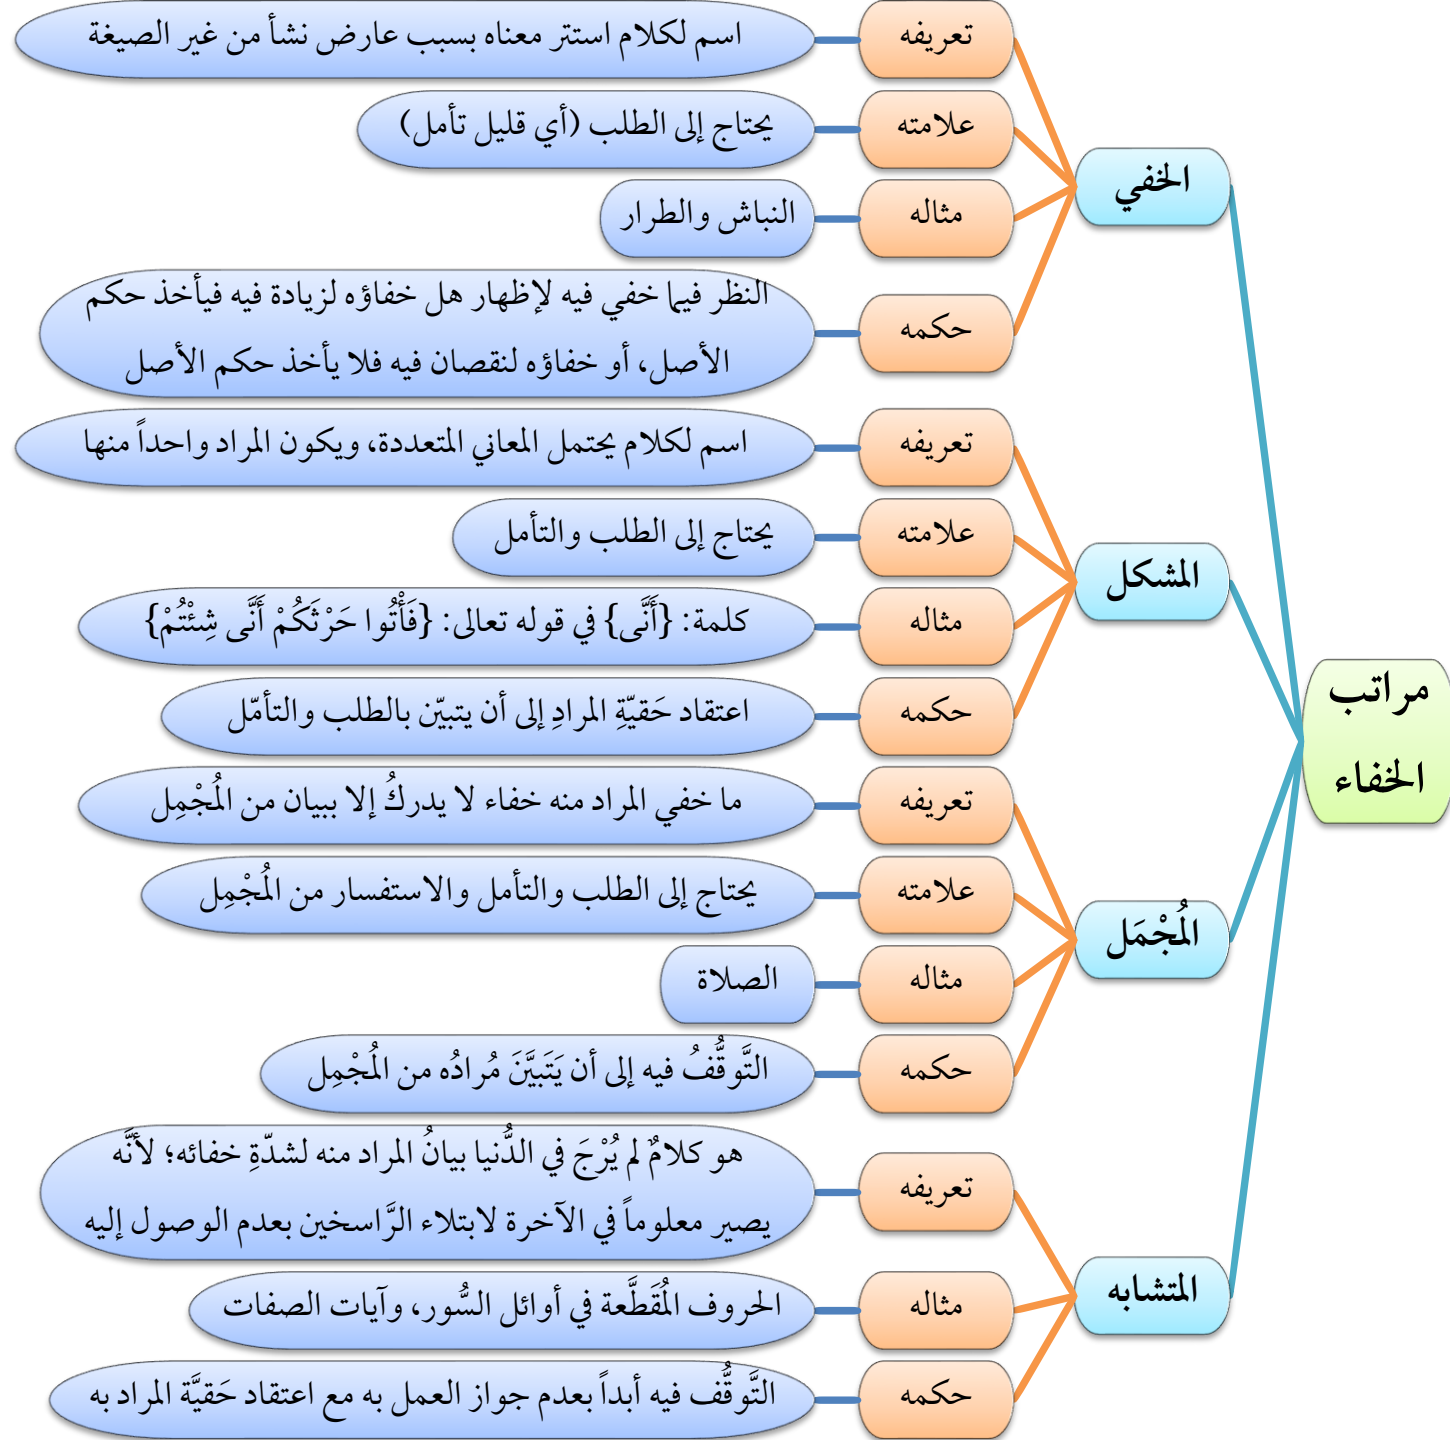 مراتب
الخفاء
الخفي
تعريفه
اسم لكلام استتر معناه بسبب عارض نشأ من غير الصيغة
علامته
يحتاج إلى الطلب (أي قليل تأمل)
مثاله
النباش والطرار
حكمه
النظر فيما خفي فيه لإظهار هل خفاؤه لزيادة فيه فيأخذ حكم
الأصل، أو خفاؤه لنقصان فيه فلا يأخذ حكم الأصل
المشكل
تعريفه
اسم لكلام يحتمل المعاني المتعددة، ويكون المراد واحداً منها
علامته
يحتاج إلى الطلب والتأمل
مثاله
كلمة: {أَنَّى} في قوله تعالى: {فَأْتُوا حَرْثَكُمْ أَنَّى شِئْتُمْ}
حكمه
اعتقاد حَقيّةِ المرادِ إلى أن يتبيّن بالطلب والتأمّل
المُجْمَل
تعريفه
ما خفي المراد منه خفاء لا يدركُ إلا ببيان من المُجْمِل
علامته
يحتاج إلى الطلب والتأمل والاستفسار من المُجْمِل
مثاله
الصلاة
حكمه
التَّوقُّفُ فيه إلى أن يَتَبيَّنَ مُرادُه من المُجْمِل
المتشابه
تعريفه
هو كلامٌ لم يُرْجَ في الدُّنيا بيانُ المراد منه لشدّةِ خفائه؛ لأنَّه
يصير معلوماً في الآخرة لابتلاء الرَّاسخين بعدم الوصول إليه
مثاله
الحروف المُقَطَّعة في أوائل السُّور، وآيات الصفات
حكمه
التَّوقُّف فيه أبداً بعدم جواز العمل به مع اعتقاد حَقيَّة المراد به